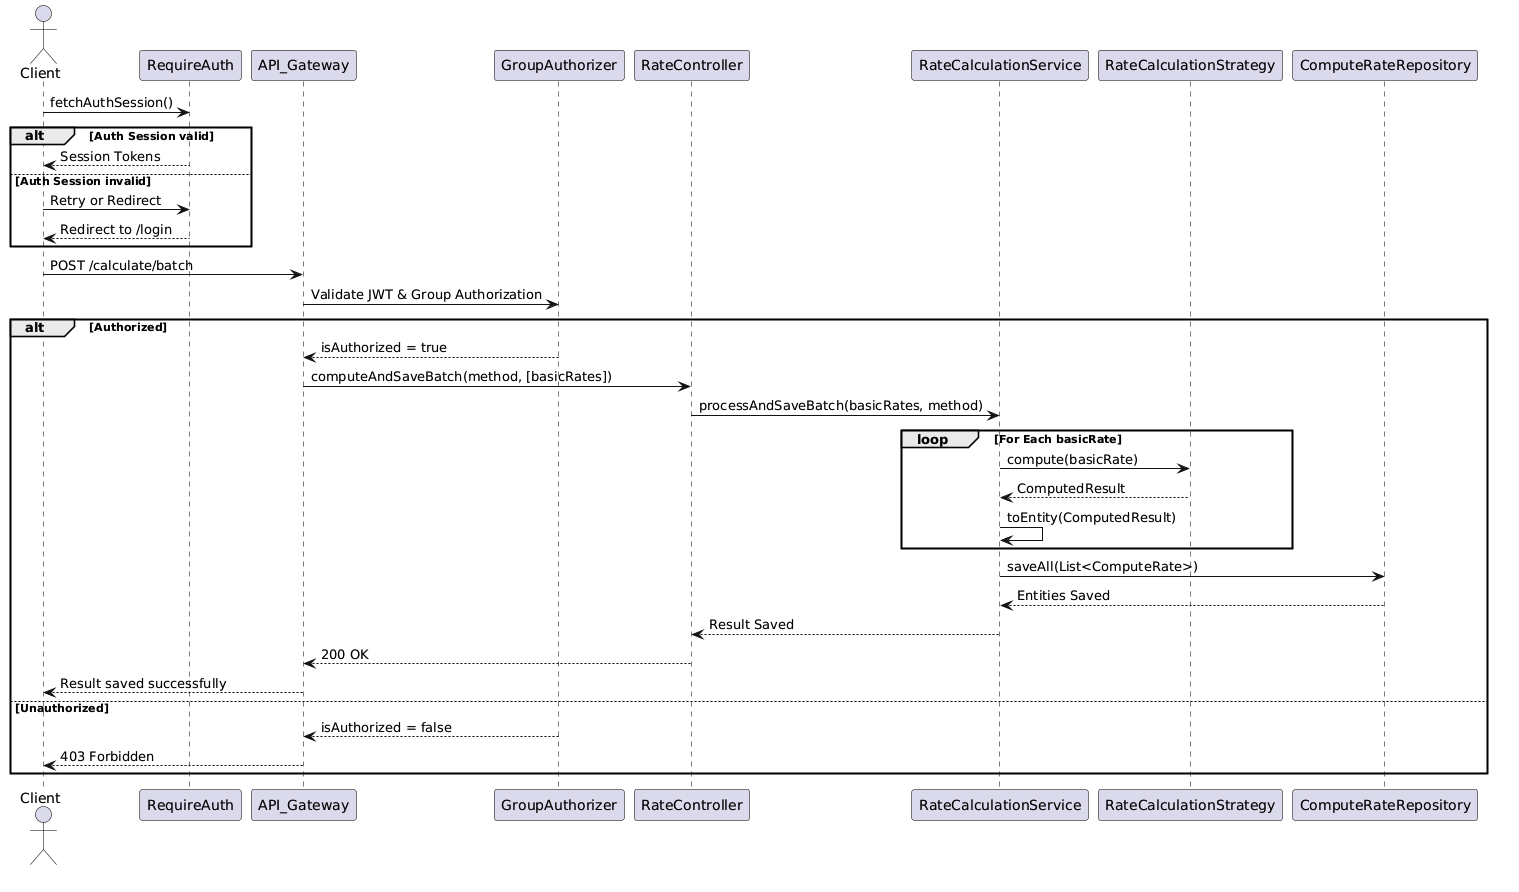 Client
RequireAuth
API_Gateway
GroupAuthorizer
RateController
RateCalculationService
RateCalculationStrategy
ComputeRateRepository
fetchAuthSession()
alt
[Auth Session valid]
Session Tokens
[Auth Session invalid]
Retry or Redirect
Redirect to /login
POST /calculate/batch
Validate JWT & Group Authorization
alt
[Authorized]
isAuthorized = true
computeAndSaveBatch(method, [basicRates])
processAndSaveBatch(basicRates, method)
loop
[For Each basicRate]
compute(basicRate)
ComputedResult
toEntity(ComputedResult)
saveAll(List<ComputeRate>)
Entities Saved
Result Saved
200 OK
Result saved successfully
[Unauthorized]
isAuthorized = false
403 Forbidden
Client
RequireAuth
API_Gateway
GroupAuthorizer
RateController
RateCalculationService
RateCalculationStrategy
ComputeRateRepository